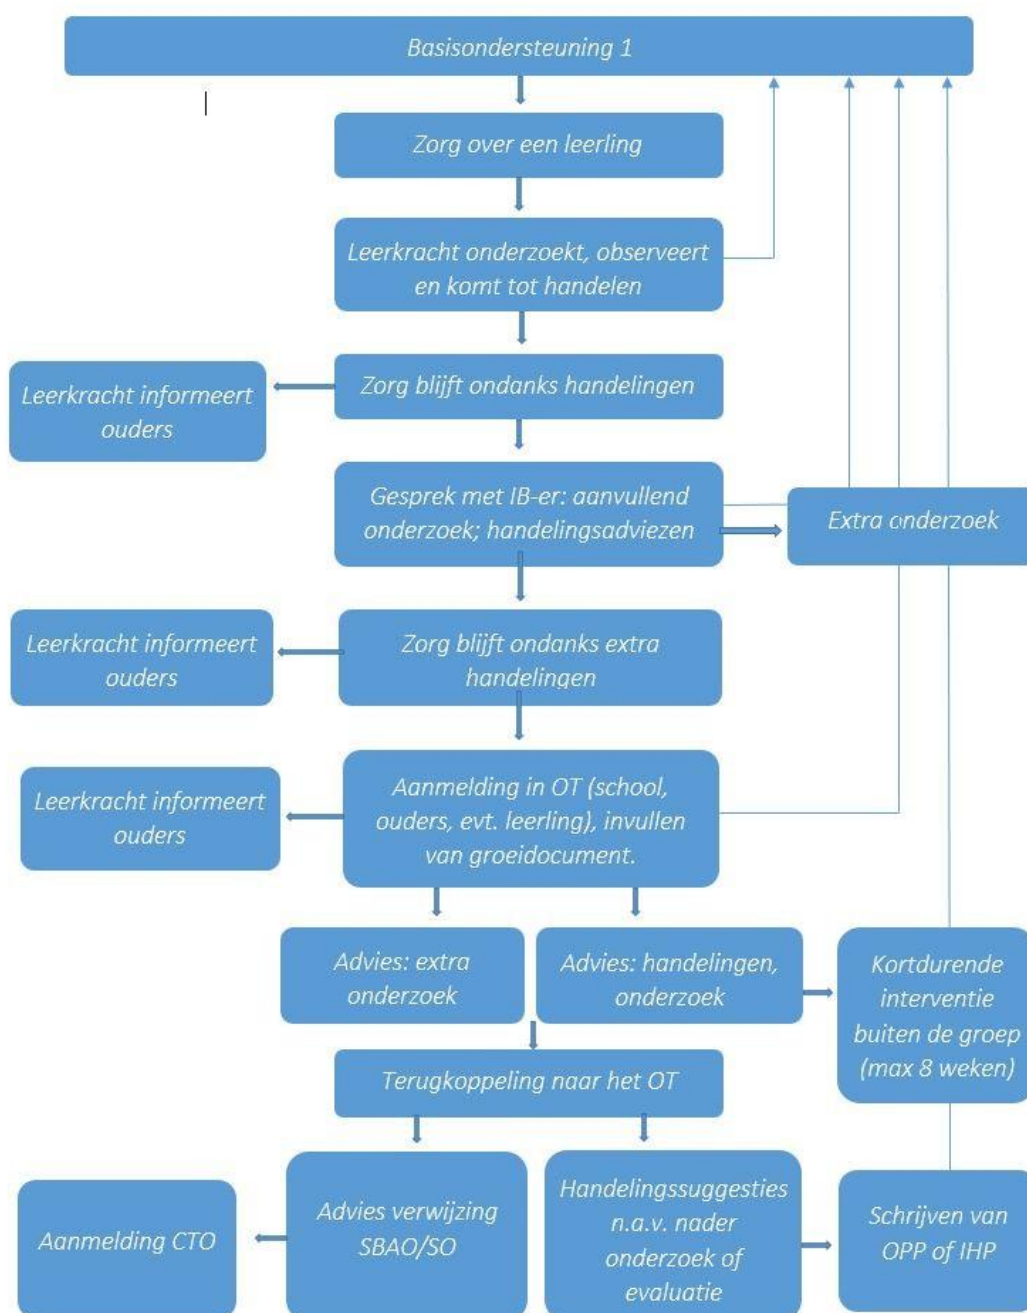 Basisondersteuning 1
Zorg over een leerling
Leerkracht onderzoekt, observeert
en komt tot handelen
Zorg blijft ondanks handelingen
Leerkracht informeert
ouders
Gesprek met IB-er: aanvullend
onderzoek; handelingsadviezen
Extra onderzoek
Leerkracht informeert
ouders
Zorg blijft ondanks extra
handelingen
Leerkracht informeert
ouders
Aanmelding in OT (school,
ouders, evt. leerling), invullen
van groeidocument.
Advies: extra
onderzoek
Advies: handelingen,
onderzoek
Kortdurende
interventie
buiten de groep
(max 8 weken)
Terugkoppeling naar het OT
Aanmelding CTO
Advies verwijzing
SBAO/SO
Handelingssuggesties
n.a.v. nader
onderzoek of
evaluatie
Schrijven van
OPP of IHP